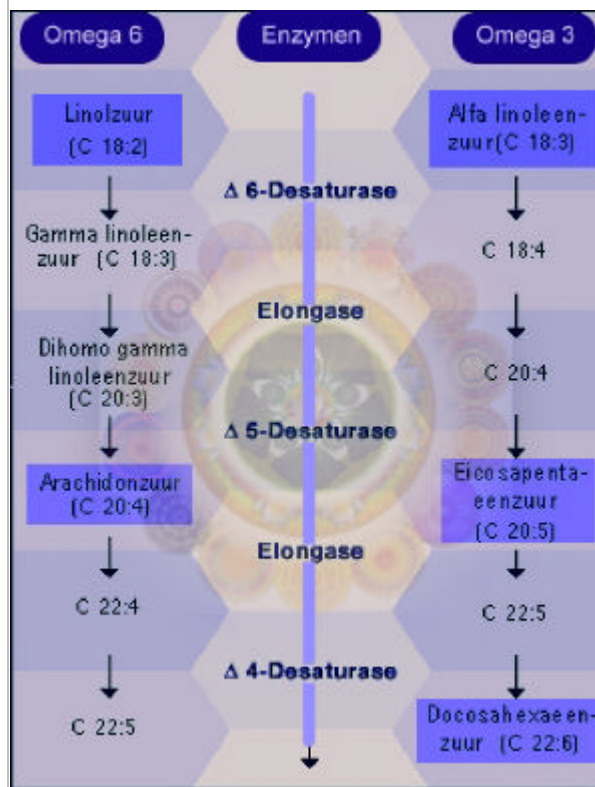 Omega 6
Enzymen
Omega 3
Linolzuur
(C 18:2)
Alfa linoleen-
zuur(C 18:3)
Δ 6-Desaturase
Gamma linoleen-
zuur (C 18:3)
C 18:4
Elongase
Dihomo gamma
linoleenzuur
(C 20:3)
C 20:4
Δ 5-Desaturase
Arachidonzuur
(C 20:4)
Eicosapenta-
eenzuur
(C 20:5)
Elongase
C 22:4
C 22:5
Δ 4-Desaturase
C 22:5
Docosahexaeen-
zuur (C 22:6)